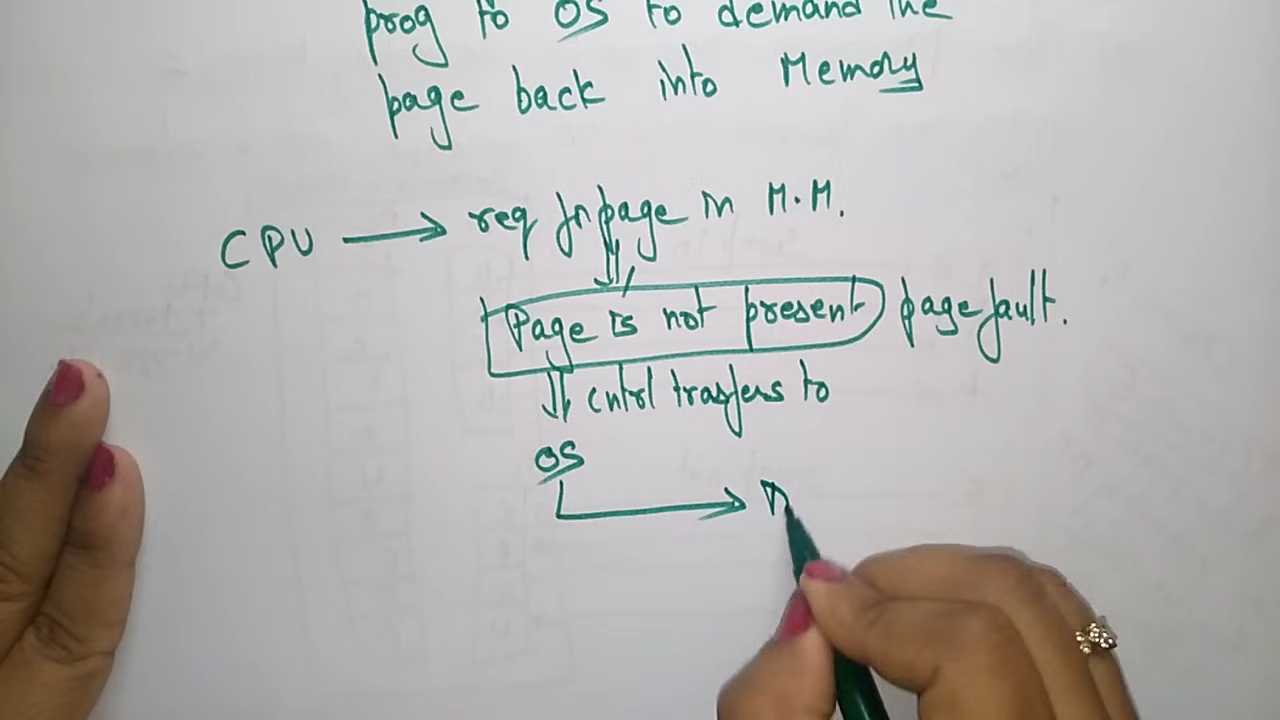 prog to OS to demand the
page back into Memory
CPU → req for page in M.M.
Page is not present page fault.
cntrl trasfers to
OS